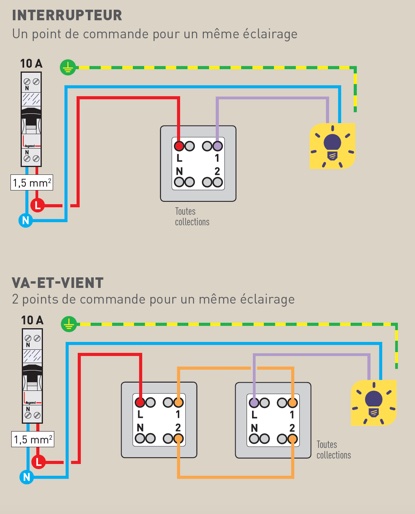 INTERRUPTEUR
Un point de commande pour un même éclairage
10 A
N
N
1,5 mm²
L
N
L 1
N 2
Toutes
collections
VA-ET-VIENT
2 points de commande pour un même éclairage
10 A
N
N
1,5 mm²
L
N
L 1
N 2
L 1
N 2
Toutes
collections